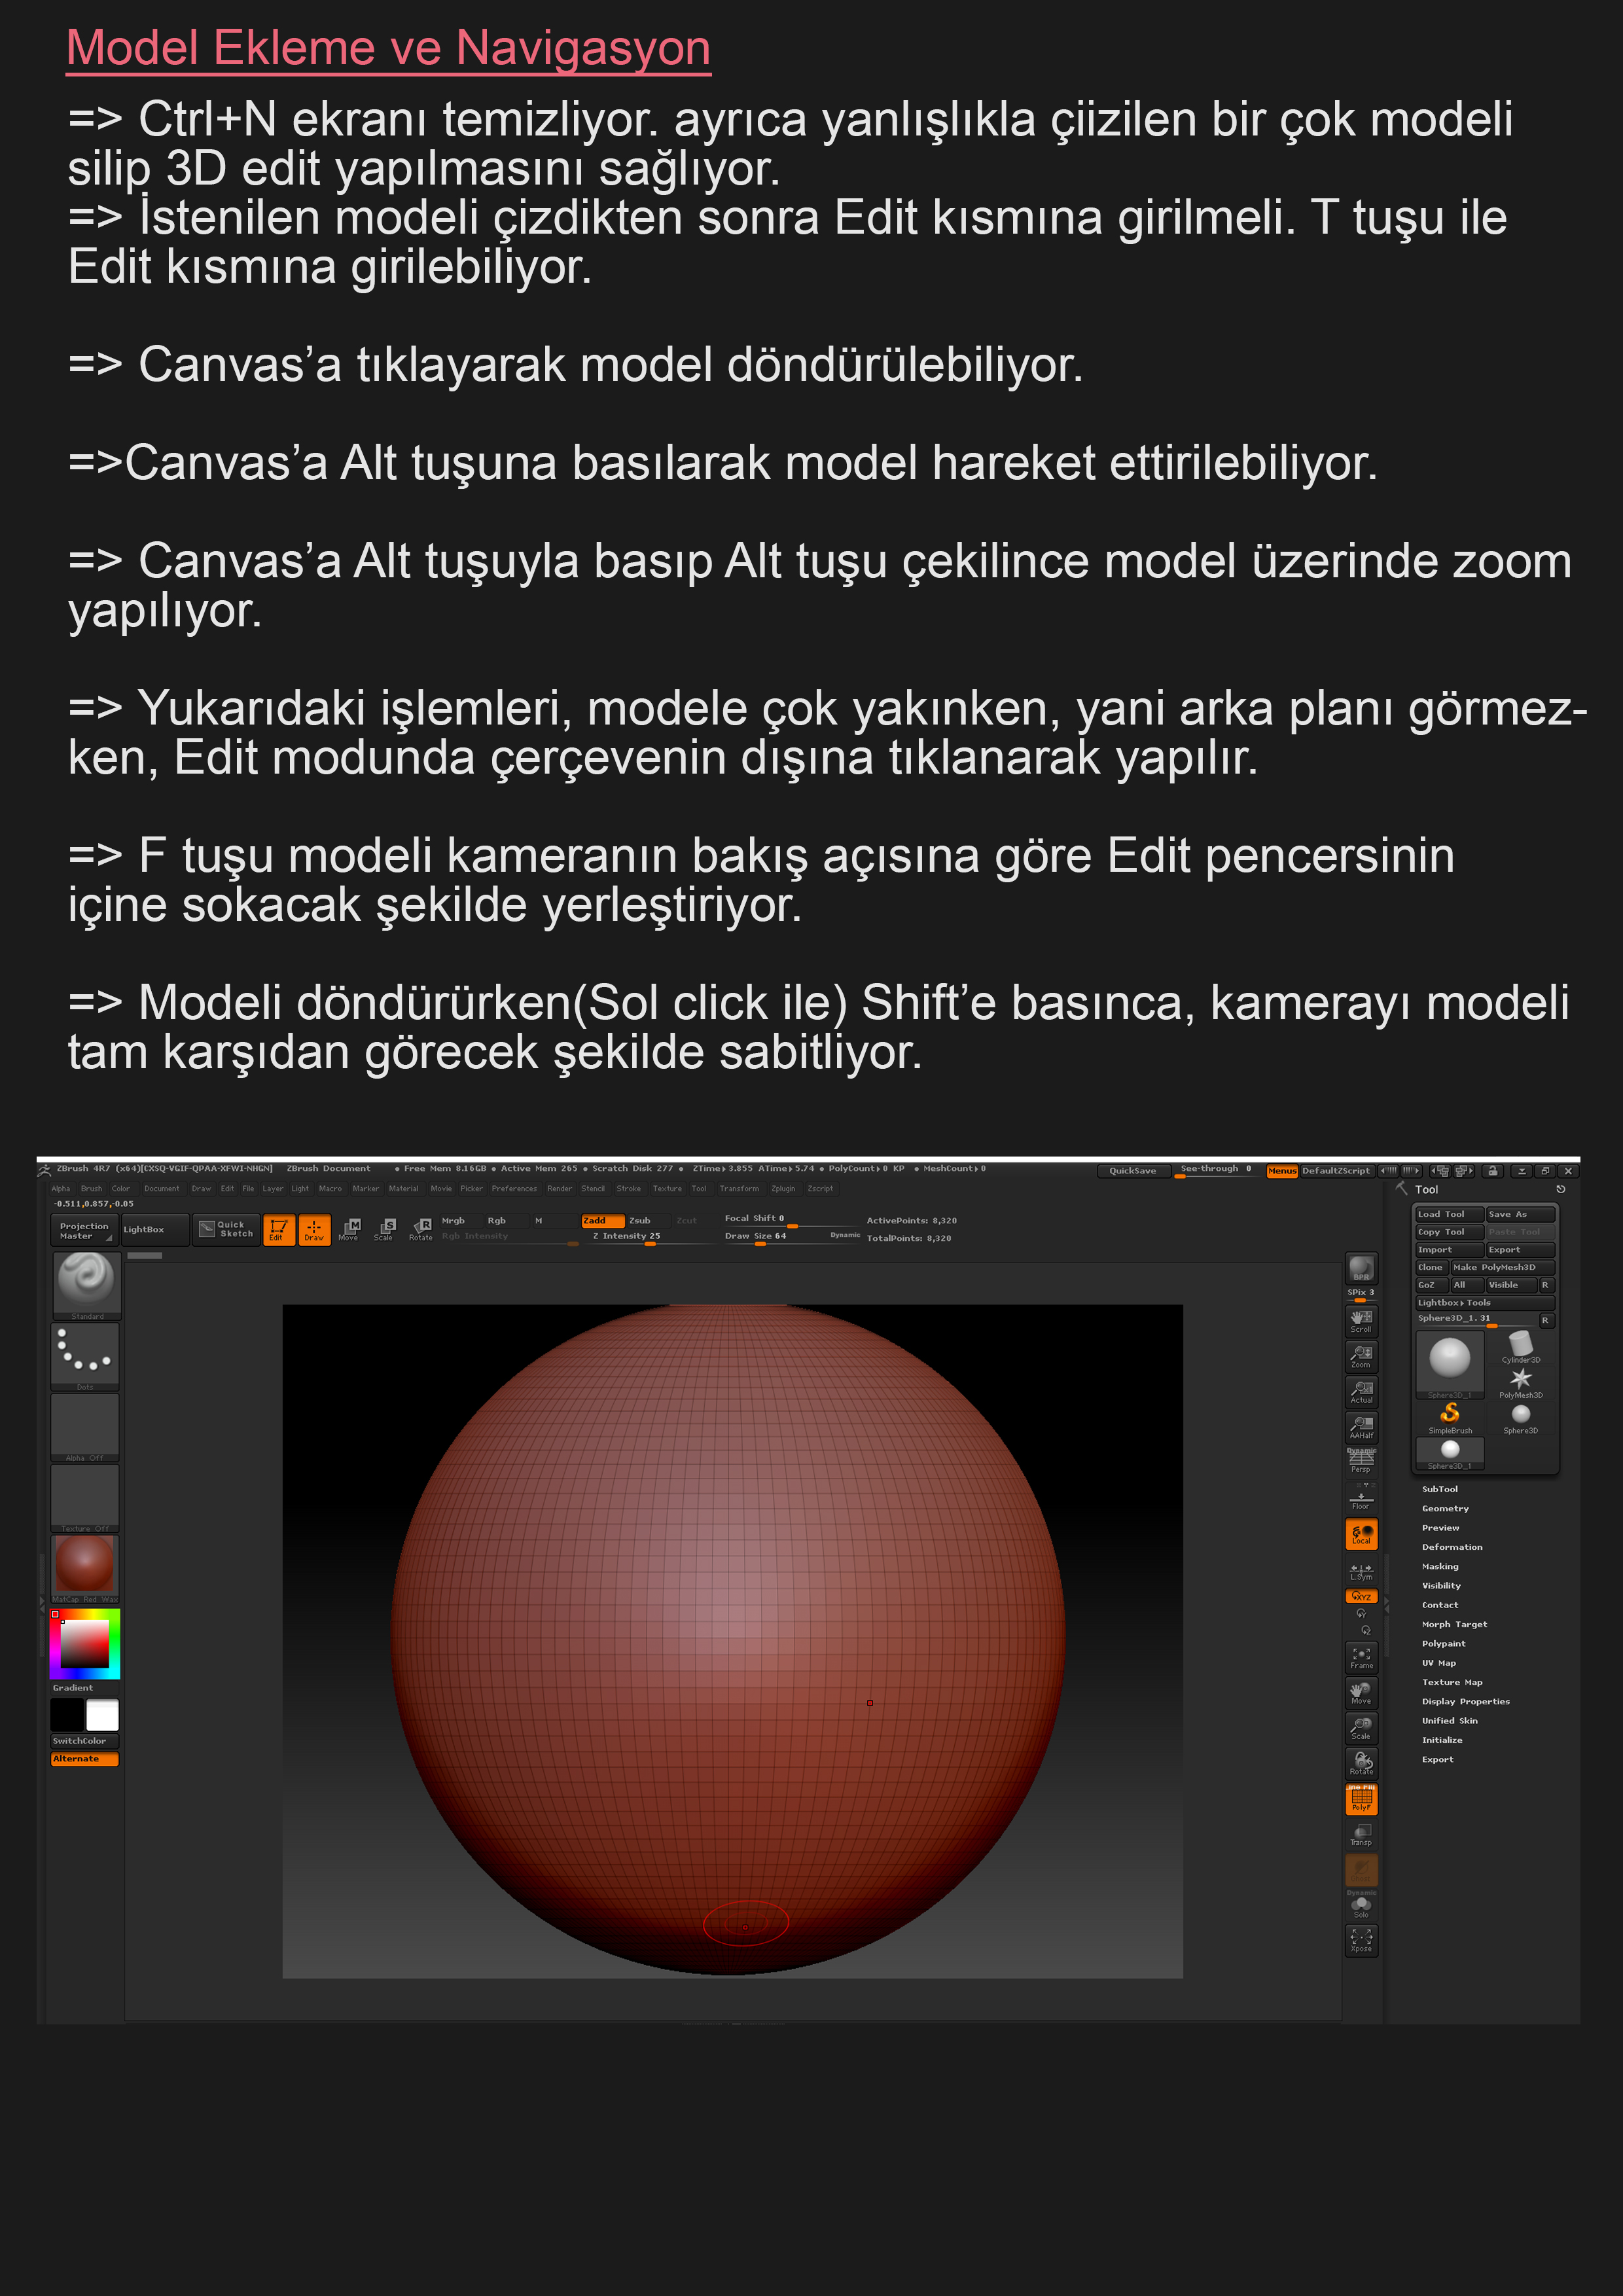 Model Ekleme ve Navigasyon
=> Ctrl+N ekranı temizliyor. ayrıca yanlışlıkla çiizilen bir çok modeli
silip 3D edit yapılmasını sağlıyor.
=> İstenilen modeli çizdikten sonra Edit kısmına girilmeli. T tuşu ile
Edit kısmına girilebiliyor.
=> Canvas’a tıklayarak model döndürülebiliyor.
=>Canvas’a Alt tuşuna basılarak model hareket ettirilebiliyor.
=> Canvas’a Alt tuşuyla basıp Alt tuşu çekilince model üzerinde zoom
yapılıyor.
=> Yukarıdaki işlemleri, modele çok yakınken, yani arka planı görmez-
ken, Edit modunda çerçevenin dışına tıklanarak yapılır.
=> F tuşu modeli kameranın bakış açısına göre Edit pencersinin
içine sokacak şekilde yerleştiriyor.
=> Modeli döndürürken(Sol click ile) Shift’e basınca, kamerayı modeli
tam karşıdan görecek şekilde sabitliyor.
ZBrush 4R7 (x64)[CXSQ-VGIF-QPAA-XFWI-NHGN] ZBrush Document • Free Mem 8.16GB • Active Mem 265 • Scratch Disk 277 • ZTime▸3.855 ATime▸5.74 • PolyCount▸0 KP • MeshCount▸0 QuickSave See-through 0 Menus DefaultZScript
Alpha Brush Color Document Draw Edit File Layer Light Macro Marker Material Movie Picker Preferences Render Stencil Stroke Texture Tool Transform Zplugin Zscript
-0.511,0.857,-0.05
Projection Master
LightBox
Quick Sketch
Edit
Draw
Move
Scale
Rotate
Mrgb Rgb M
Rgb Intensity
Zadd Zsub Zcut
Z Intensity 25
Focal Shift 0
Draw Size 64 Dynamic
ActivePoints: 8,320
TotalPoints: 8,320
Standard
Dots
Alpha Off
Texture Off
MatCap Red Wax
Gradient
SwitchColor
Alternate
BPR
SPix 3
Scroll
Zoom
Actual
AAHalf
Dynamic
Persp
Floor
Local
L.Sym
XYZ
Y
Z
Frame
Move
Scale
Rotate
PolyF
Transp
Dynamic
Solo
Xpose
Tool
Load Tool Save As
Copy Tool Paste Tool
Import Export
Clone Make PolyMesh3D
GoZ All Visible R
Lightbox▸Tools
Sphere3D_1. 31 R
Sphere3D_1
Cylinder3D
PolyMesh3D
SimpleBrush Sphere3D
Sphere3D_1
SubTool
Geometry
Preview
Deformation
Masking
Visibility
Contact
Morph Target
Polypaint
UV Map
Texture Map
Display Properties
Unified Skin
Initialize
Export